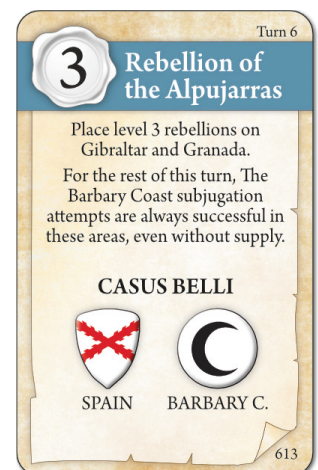 Turn 6
3
Rebellion of
the Alpujarras
Place level 3 rebellions on
Gibraltar and Granada.
For the rest of this turn, The
Barbary Coast subjugation
attempts are always successful in
these areas, even without supply.
CASUS BELLI
SPAIN BARBARY C.
613